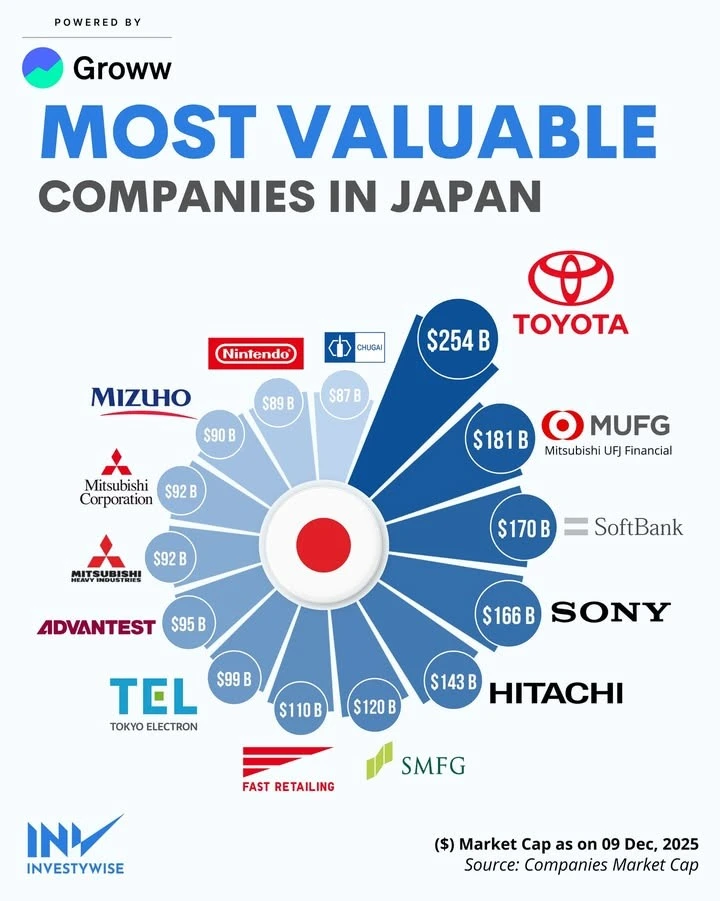 POWERED BY
Groww
MOST VALUABLE
COMPANIES IN JAPAN
$254 B
TOYOTA
$181 B
MUFG
Mitsubishi UFJ Financial
$170 B
SoftBank
$166 B
SONY
$143 B
HITACHI
$120 B
SMFG
$110 B
FAST RETAILING
$99 B
TEL
TOKYO ELECTRON
$95 B
ADVANTEST
$92 B
MITSUBISHI
HEAVY INDUSTRIES
$92 B
Mitsubishi
Corporation
$90 B
MIZUHO
$89 B
Nintendo
$87 B
CHUGAI
INV
INVESTYWISE
($) Market Cap as on 09 Dec, 2025
Source: Companies Market Cap